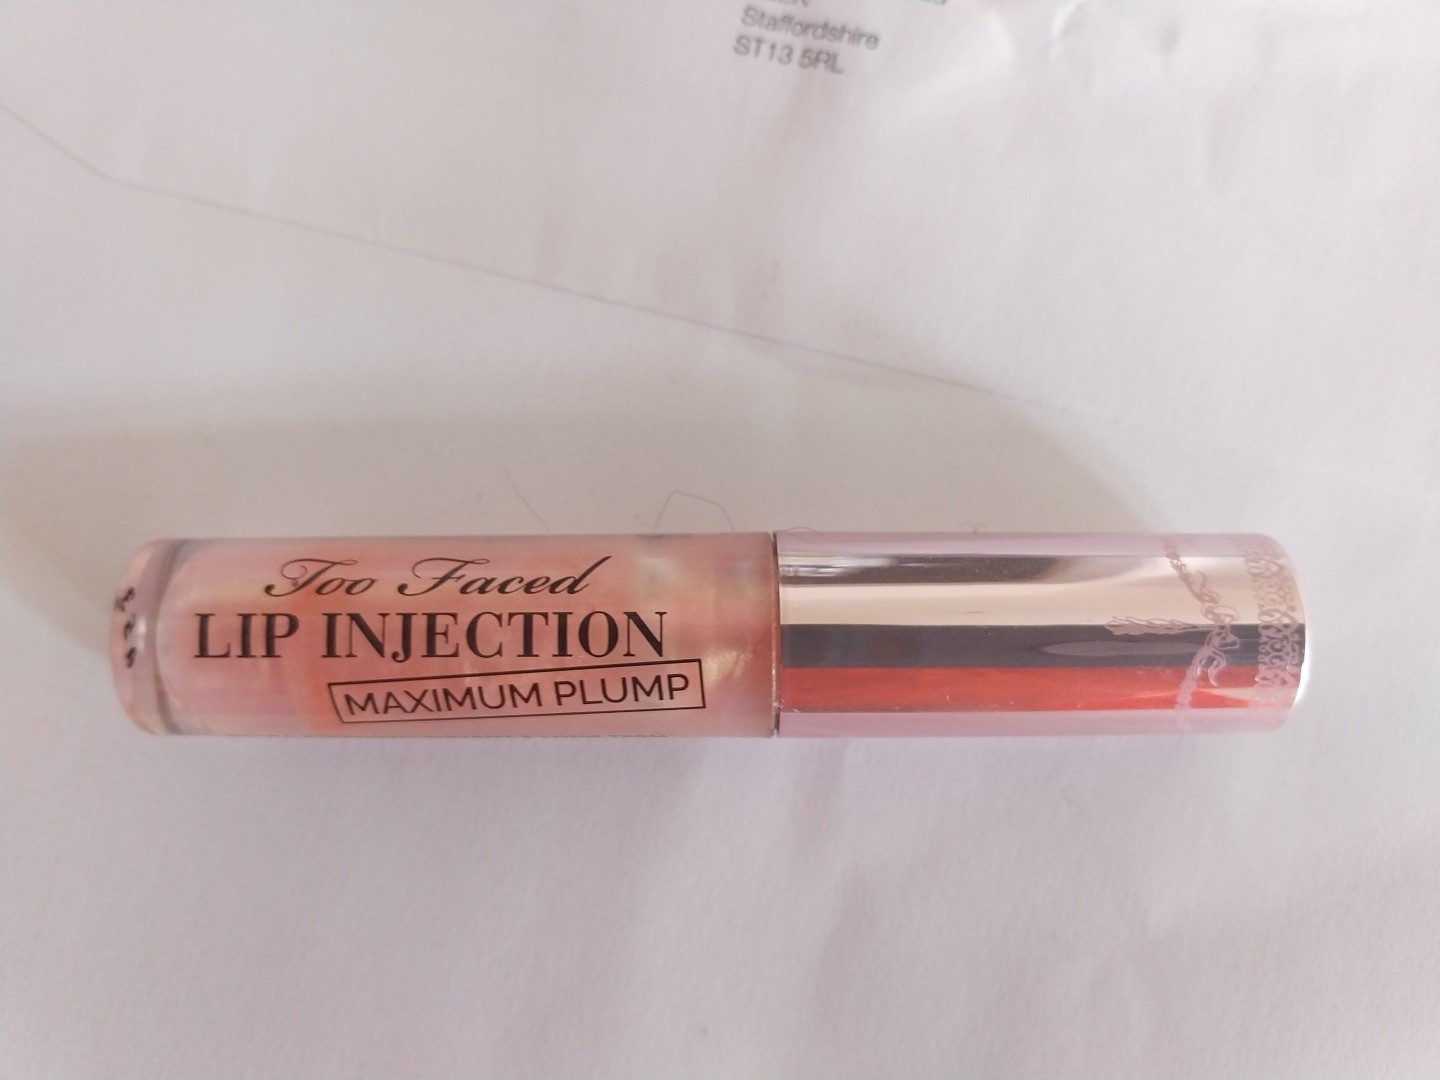 Staffordshire
ST13 5RL
Too Faced
LIP INJECTION
MAXIMUM PLUMP